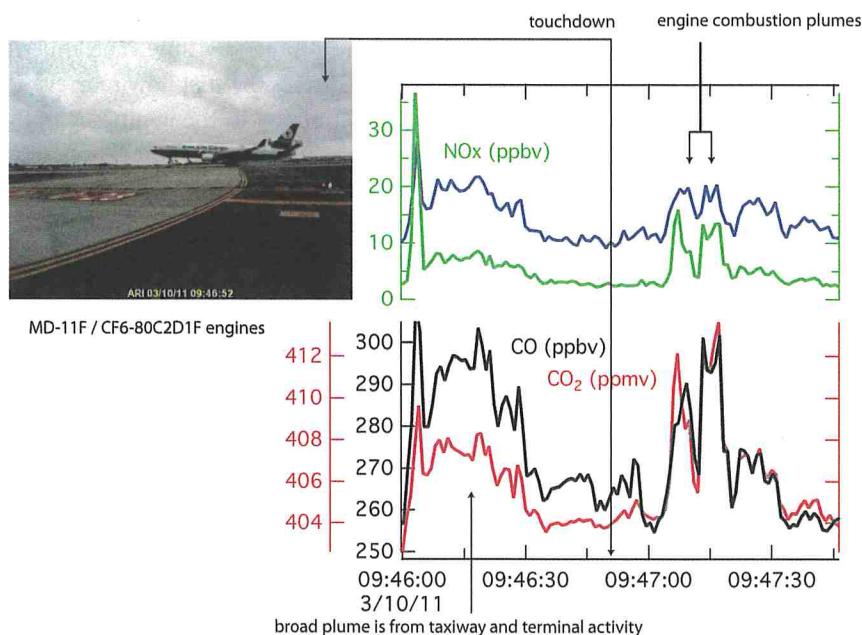 touchdown
engine combustion plumes
30
20
10
0
NOx (ppbv)
ARI 03/10/11 09:46:52
MD-11F / CF6-80C2D1F engines
412
410
408
406
404
300
290
280
270
260
250
CO (ppbv)
CO2 (ppmv)
09:46:00
09:46:30
09:47:00
09:47:30
3/10/11
broad plume is from taxiway and terminal activity